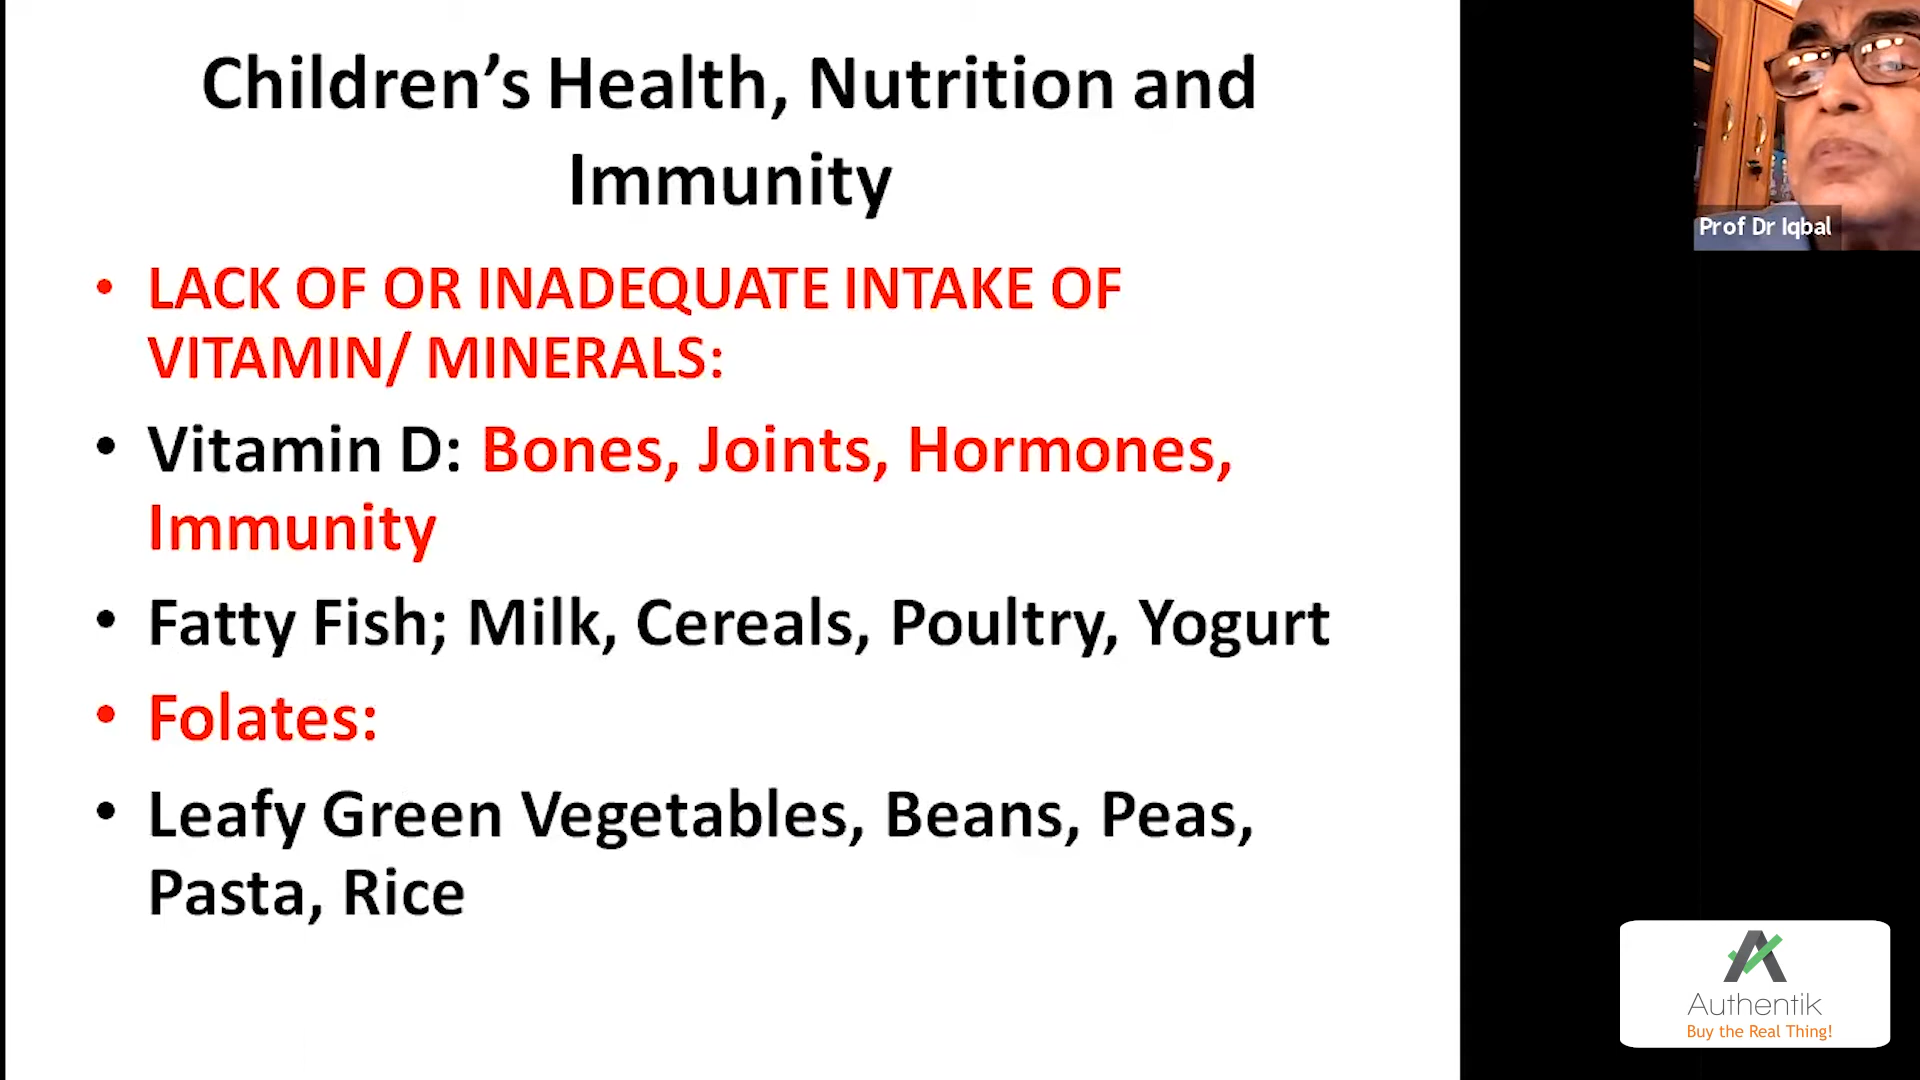 Children’s Health, Nutrition and
Immunity
• LACK OF OR INADEQUATE INTAKE OF
VITAMIN/ MINERALS:
• Vitamin D: Bones, Joints, Hormones,
Immunity
• Fatty Fish; Milk, Cereals, Poultry, Yogurt
• Folates:
• Leafy Green Vegetables, Beans, Peas,
Pasta, Rice
Prof Dr Iqbal
Authentik
Buy the Real Thing!